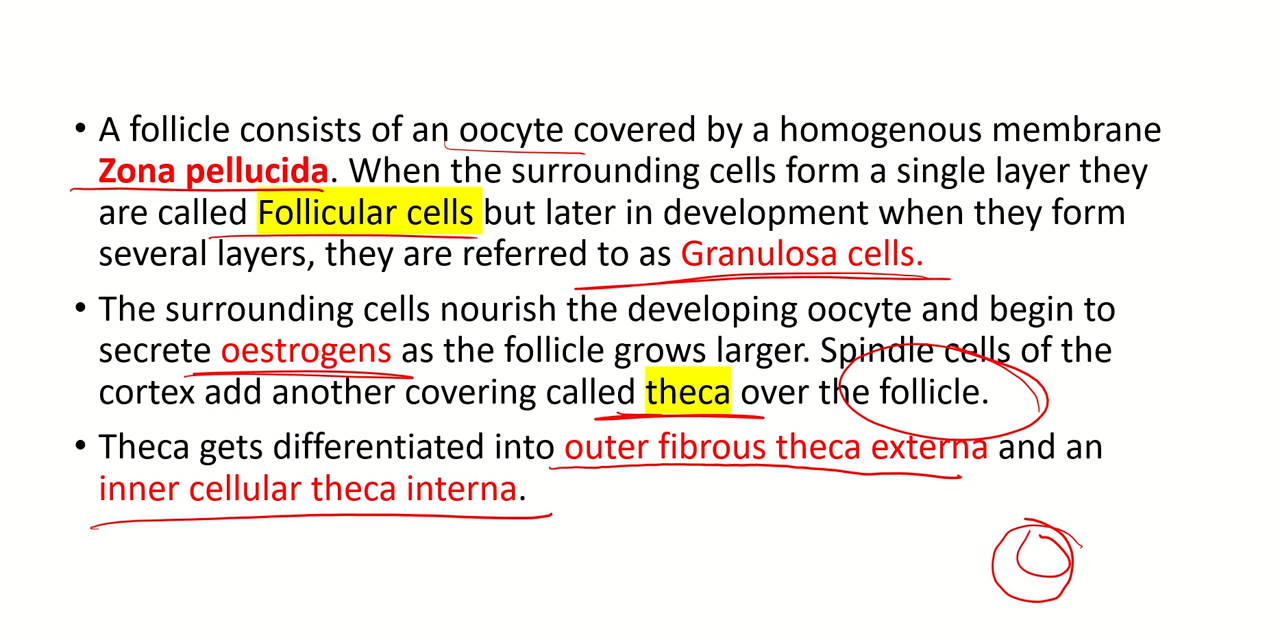 • A follicle consists of an oocyte covered by a homogenous membrane
Zona pellucida. When the surrounding cells form a single layer they
are called Follicular cells but later in development when they form
several layers, they are referred to as Granulosa cells.
• The surrounding cells nourish the developing oocyte and begin to
secrete oestrogens as the follicle grows larger. Spindle cells of the
cortex add another covering called theca over the follicle.
• Theca gets differentiated into outer fibrous theca externa and an
inner cellular theca interna.